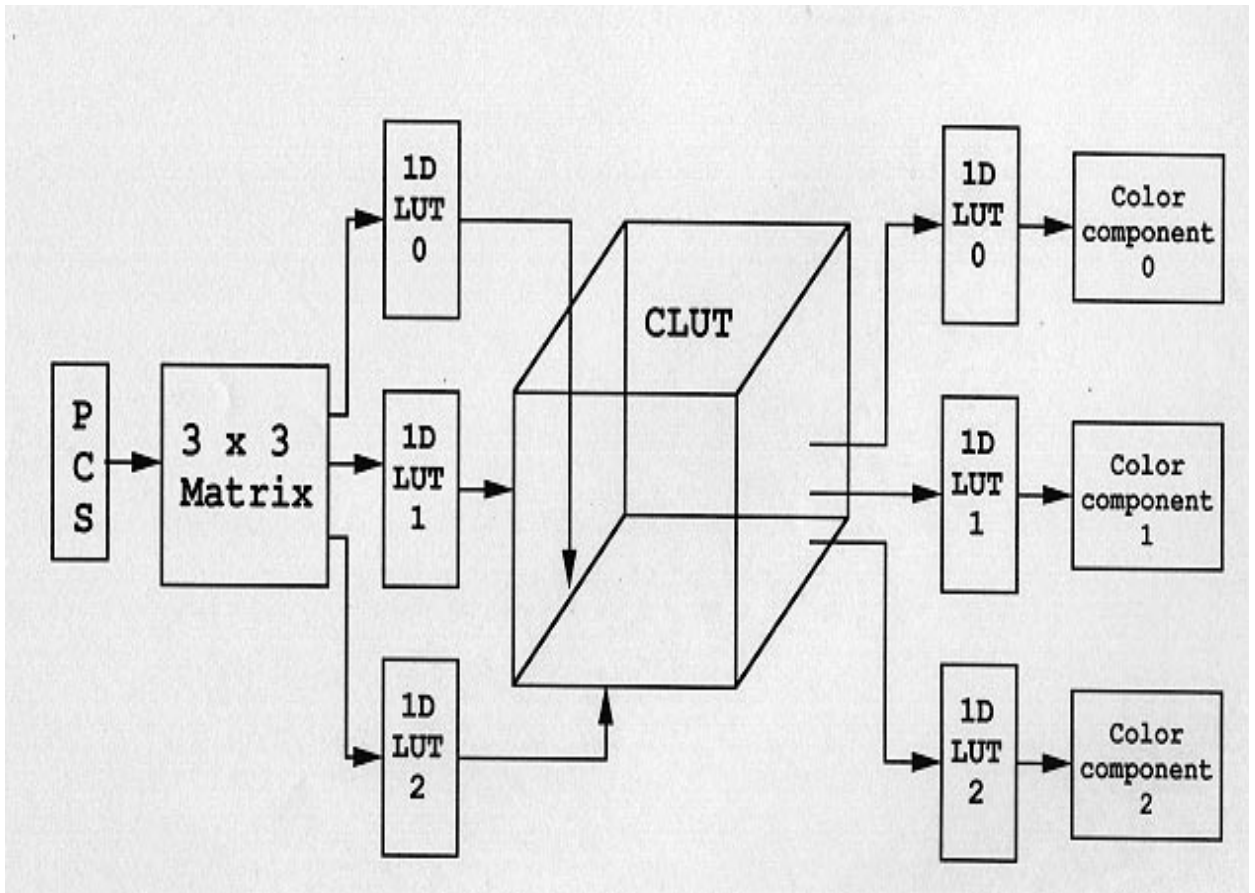 P
C
S
3 x 3
Matrix
1D
LUT
0
1D
LUT
1
1D
LUT
2
CLUT
1D
LUT
0
1D
LUT
1
1D
LUT
2
Color
component
0
Color
component
1
Color
component
2